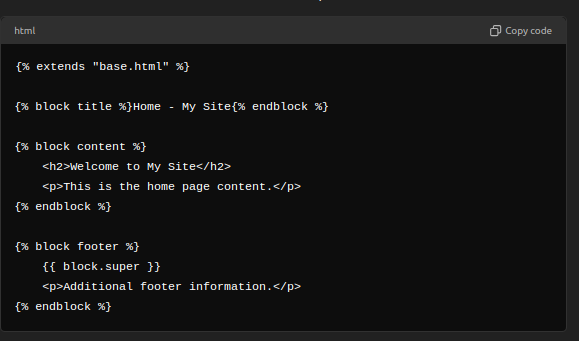 html
Copy code
{% extends "base.html" %}
{% block title %}Home - My Site{% endblock %}
{% block content %}
    <h2>Welcome to My Site</h2>
    <p>This is the home page content.</p>
{% endblock %}
{% block footer %}
    {{ block.super }}
    <p>Additional footer information.</p>
{% endblock %}